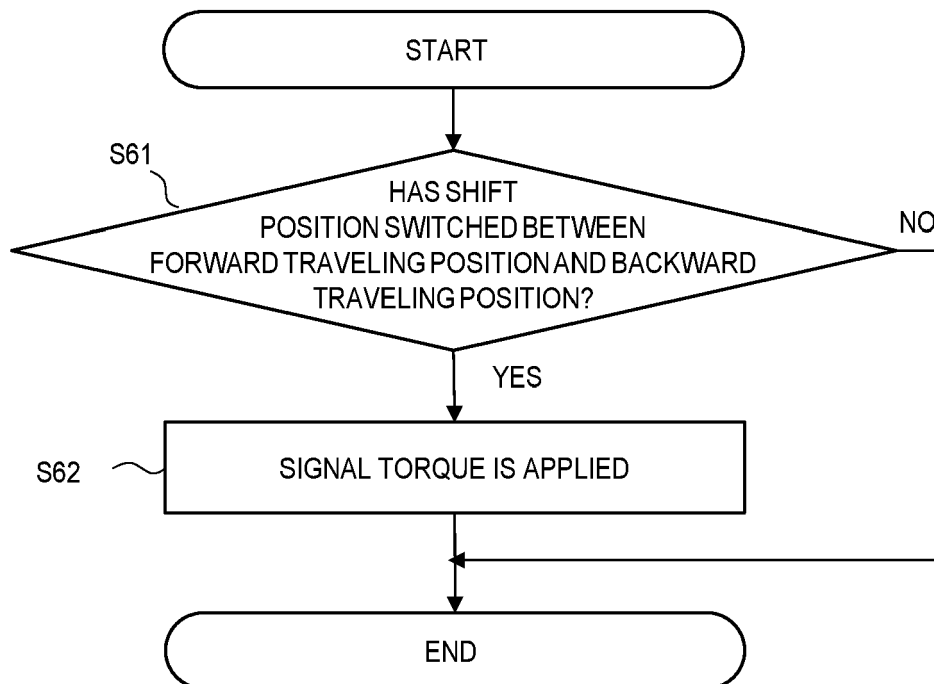 START
S61
HAS SHIFT
POSITION SWITCHED BETWEEN
FORWARD TRAVELING POSITION AND BACKWARD
TRAVELING POSITION?
NO
YES
S62
SIGNAL TORQUE IS APPLIED
END